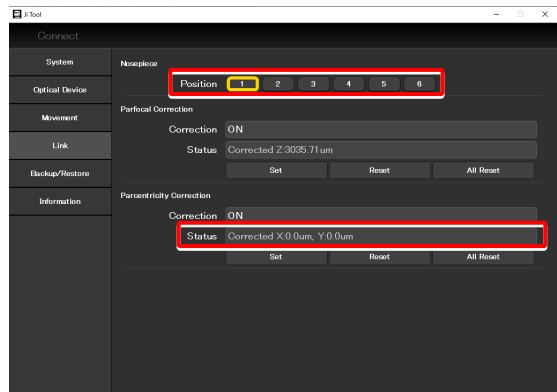 Ji Tool
Connect
System
Optical Device
Movement
Link
Backup/Restore
Information
Nosepiece
Position 1 2 3 4 5 6
Parfocal Correction
Correction ON
Status Corrected Z:3035.71um
Set Reset All Reset
Parcentricity Correction
Correction ON
Status Corrected X:0.0um, Y:0.0um
Set Reset All Reset